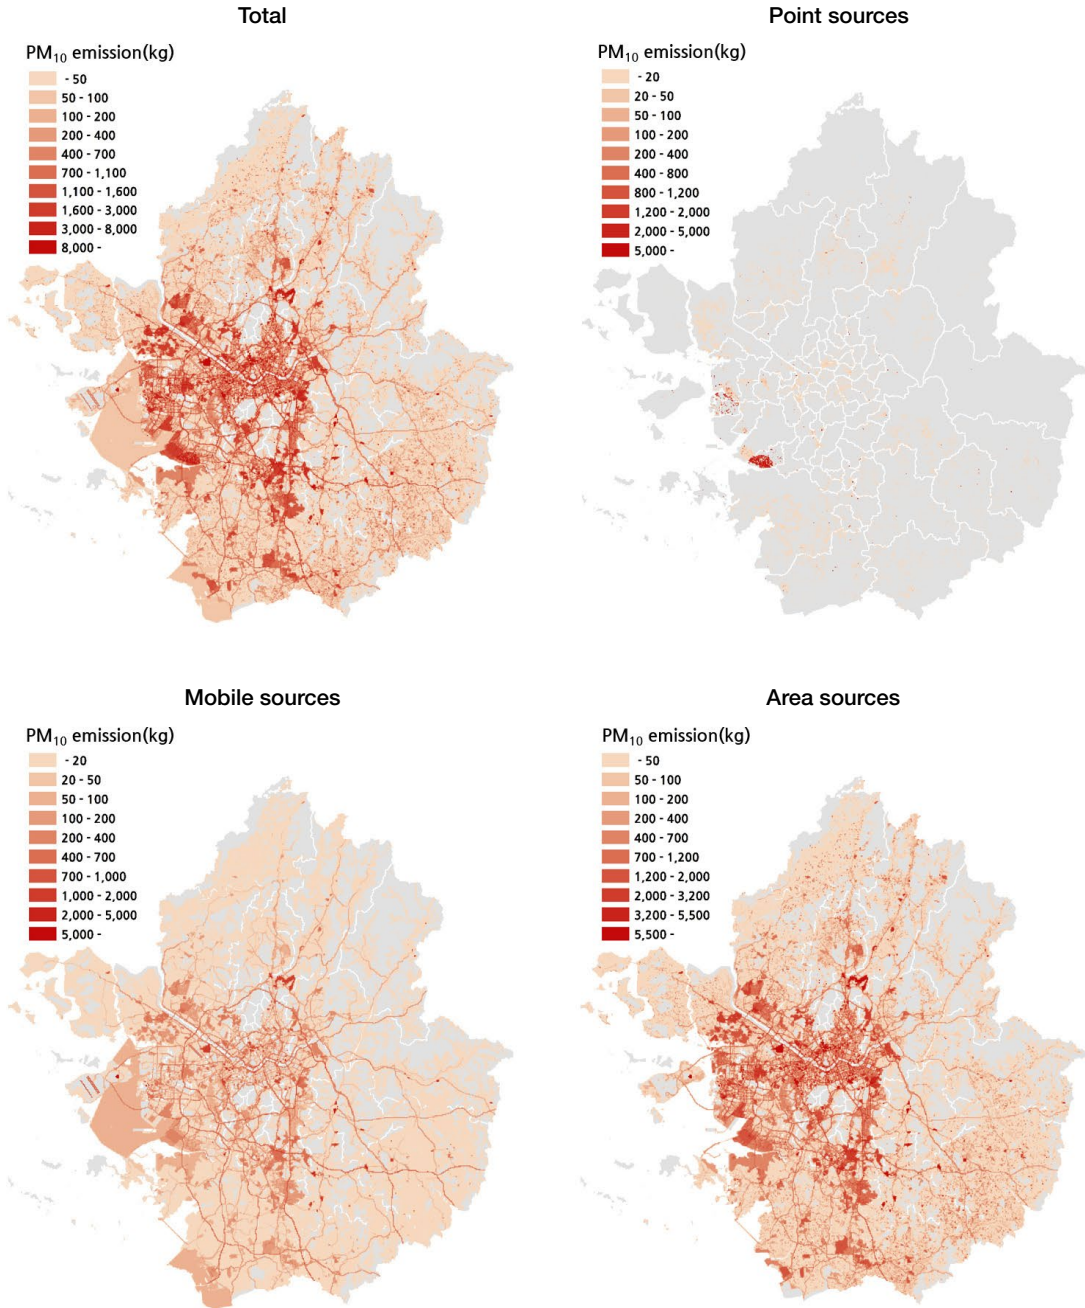 Total
PM10 emission(kg)
- 50
50 - 100
100 - 200
200 - 400
400 - 700
700 - 1,100
1,100 - 1,600
1,600 - 3,000
3,000 - 8,000
8,000 -
Point sources
PM10 emission(kg)
- 20
20 - 50
50 - 100
100 - 200
200 - 400
400 - 800
800 - 1,200
1,200 - 2,000
2,000 - 5,000
5,000 -
Mobile sources
PM10 emission(kg)
- 20
20 - 50
50 - 100
100 - 200
200 - 400
400 - 700
700 - 1,000
1,000 - 2,000
2,000 - 5,000
5,000 -
Area sources
PM10 emission(kg)
- 50
50 - 100
100 - 200
200 - 400
400 - 700
700 - 1,200
1,200 - 2,000
2,000 - 3,200
3,200 - 5,500
5,500 -